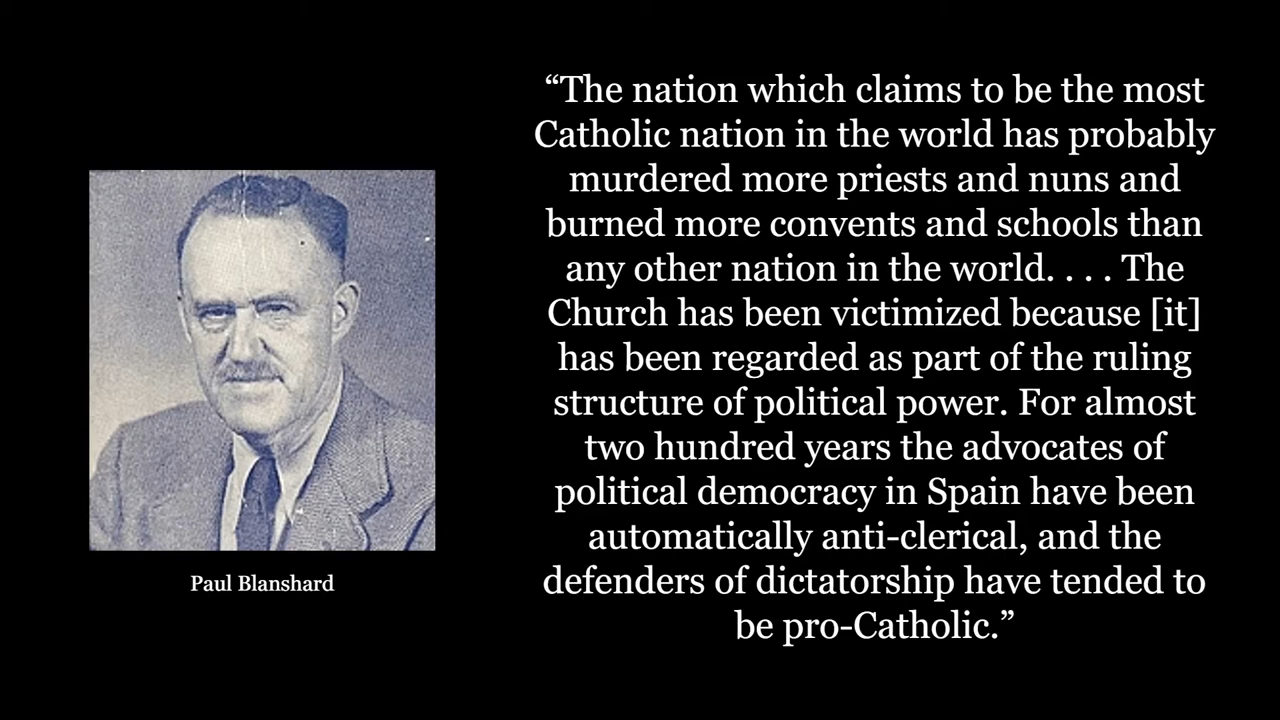 “The nation which claims to be the most
Catholic nation in the world has probably
murdered more priests and nuns and
burned more convents and schools than
any other nation in the world. . . . The
Church has been victimized because [it]
has been regarded as part of the ruling
structure of political power. For almost
two hundred years the advocates of
political democracy in Spain have been
automatically anti-clerical, and the
defenders of dictatorship have tended to
be pro-Catholic.”
Paul Blanshard